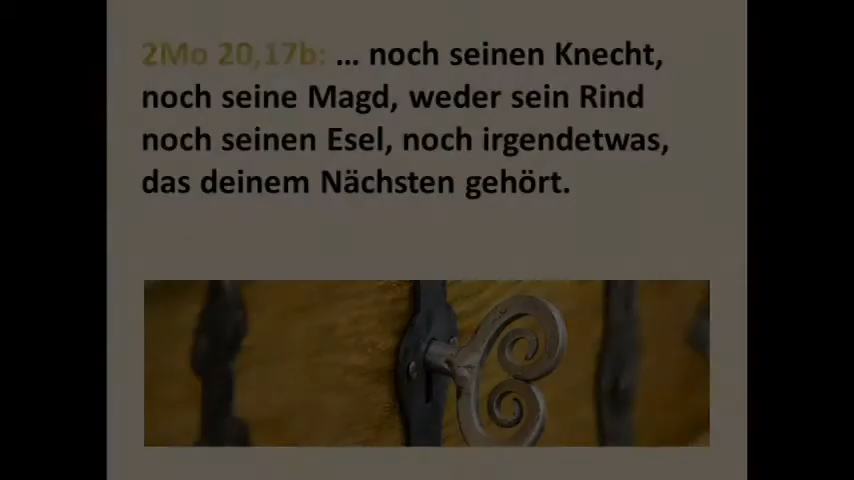 2Mo 20,17b: ... noch seinen Knecht,
noch seine Magd, weder sein Rind
noch seinen Esel, noch irgendetwas,
das deinem Nächsten gehört.